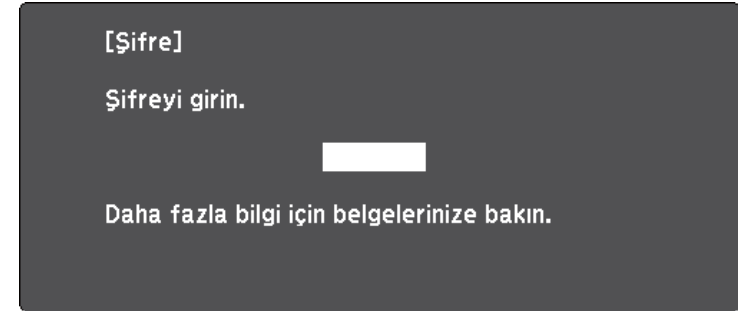 [Şifre]
Şifreyi girin.
Daha fazla bilgi için belgelerinize bakın.